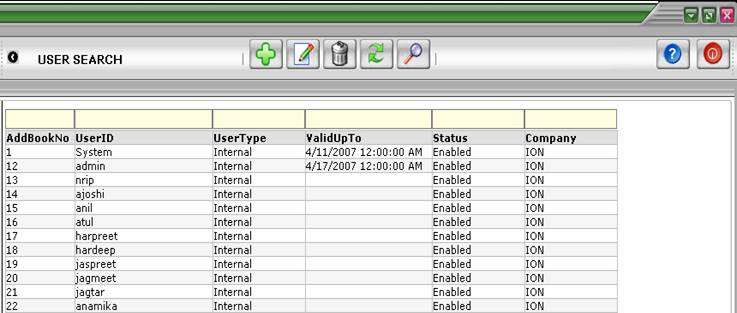 USER SEARCH
AddBookNo UserID UserType ValidUpTo Status Company
1 System Internal 4/11/2007 12:00:00 AM Enabled ION
12 admin Internal 4/17/2007 12:00:00 AM Enabled ION
13 nrip Internal Enabled ION
14 ajoshi Internal Enabled ION
15 anil Internal Enabled ION
16 atul Internal Enabled ION
17 harpreet Internal Enabled ION
18 hardeep Internal Enabled ION
19 jaspreet Internal Enabled ION
20 jagmeet Internal Enabled ION
21 jagtar Internal Enabled ION
22 anamika Internal Enabled ION